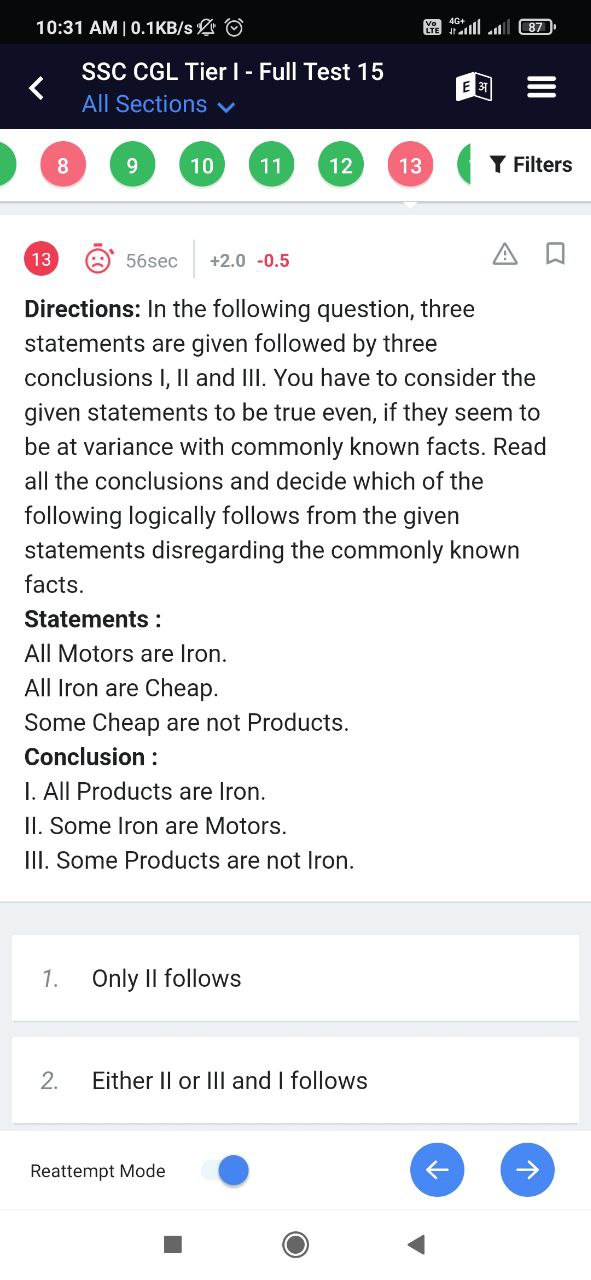 10:31 AM | 0.1KB/s
Vo LTE 4G+ 87
SSC CGL Tier I - Full Test 15
E अ
All Sections
8 9 10 11 12 13 Filters
13 56sec +2.0 -0.5
Directions: In the following question, three
statements are given followed by three
conclusions I, II and III. You have to consider the
given statements to be true even, if they seem to
be at variance with commonly known facts. Read
all the conclusions and decide which of the
following logically follows from the given
statements disregarding the commonly known
facts.
Statements :
All Motors are Iron.
All Iron are Cheap.
Some Cheap are not Products.
Conclusion :
I. All Products are Iron.
II. Some Iron are Motors.
III. Some Products are not Iron.
1. Only II follows
2. Either II or III and I follows
Reattempt Mode